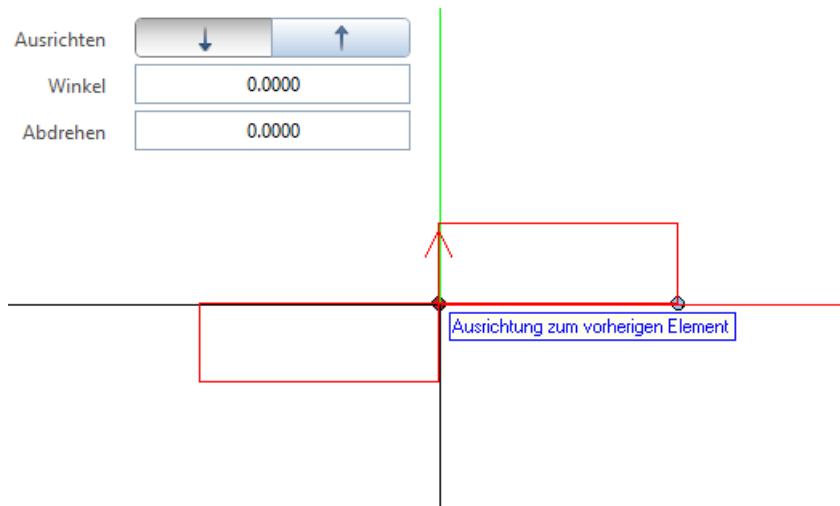 Ausrichten
Winkel 0.0000
Abdrehen 0.0000
Ausrichtung zum vorherigen Element